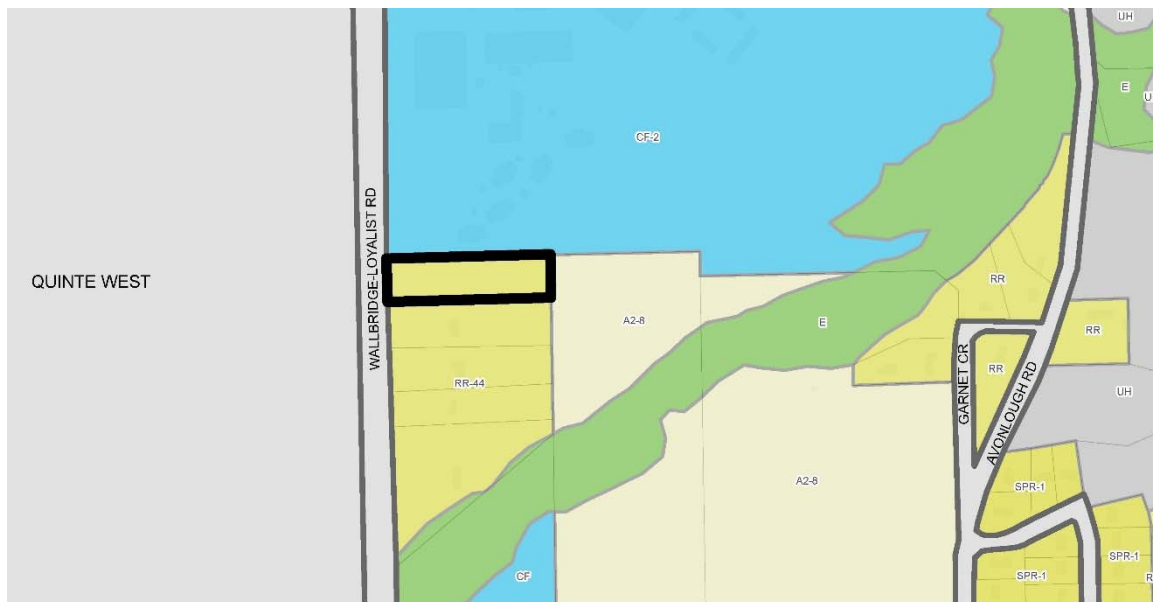 UH
E
CF-2
WALLBRIDGE-LOYALIST RD
QUINTE WEST
RR
A2-8
E
RR
GARNET CR
RR
AVONLOUGH RD
RR-44
UH
A2-8
SPR-1
SPR-1
CF
SPR-1